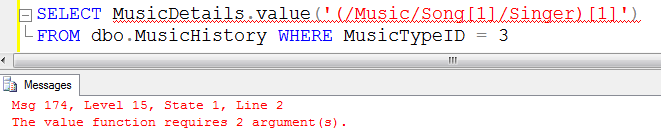 SELECT MusicDetails.value('(/Music/Song[1]/Singer)[1]')
FROM dbo.MusicHistory WHERE MusicTypeID = 3
Messages
Msg 174, Level 15, State 1, Line 2
The value function requires 2 argument(s).